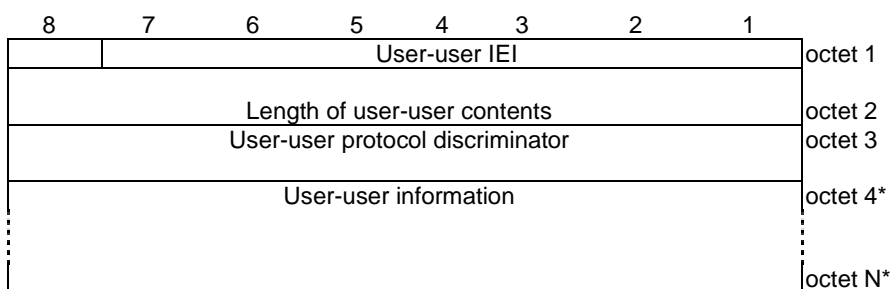 8 7 6 5 4 3 2 1
User-user IEI octet 1
Length of user-user contents octet 2
User-user protocol discriminator octet 3
User-user information octet 4*
octet N*